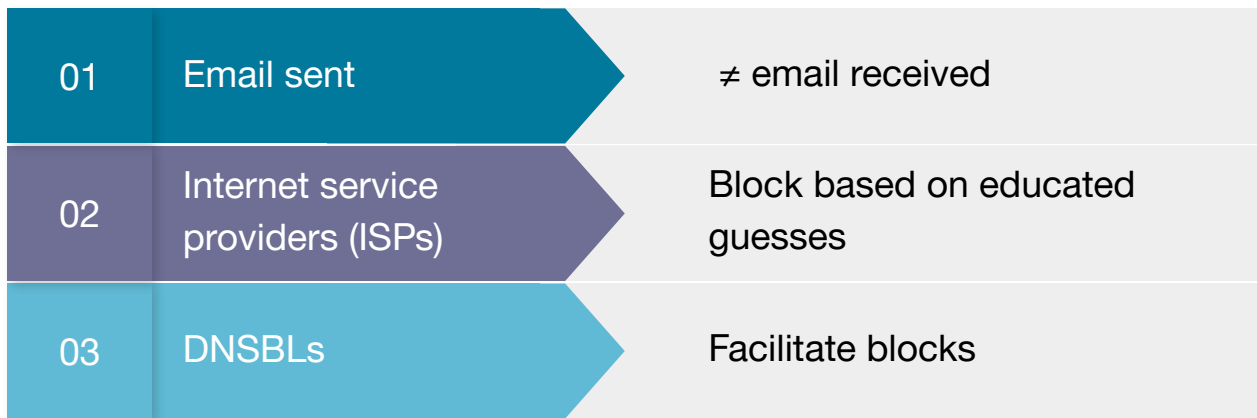 01
Email sent
≠ email received
02
Internet service
providers (ISPs)
Block based on educated
guesses
03
DNSBLs
Facilitate blocks